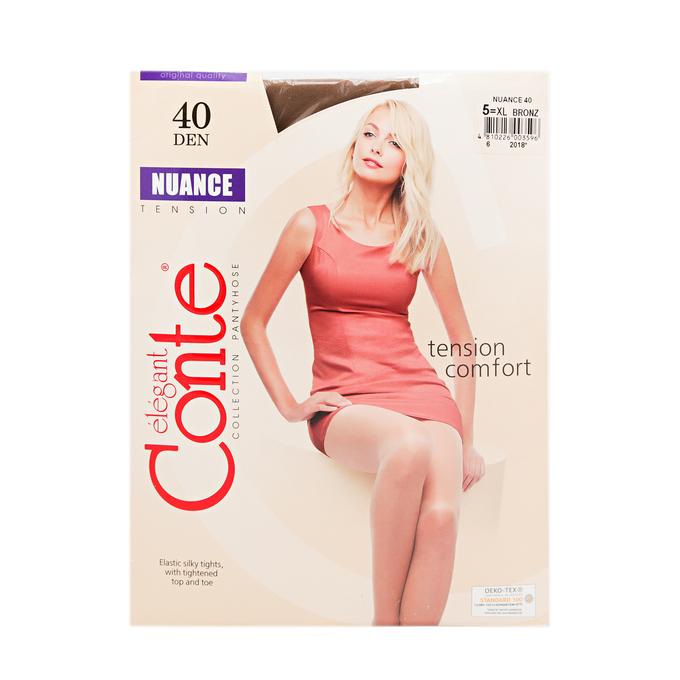 original quality
40
DEN
NUANCE
TENSION
élégant
Conte®
COLLECTION PANTYHOSE
NUANCE 40
5=XL BRONZ
4 810226 003596
6 2018*
tension
comfort
Elastic silky tights,
with tightened
top and toe
OEKO-TEX®
STANDARD 100